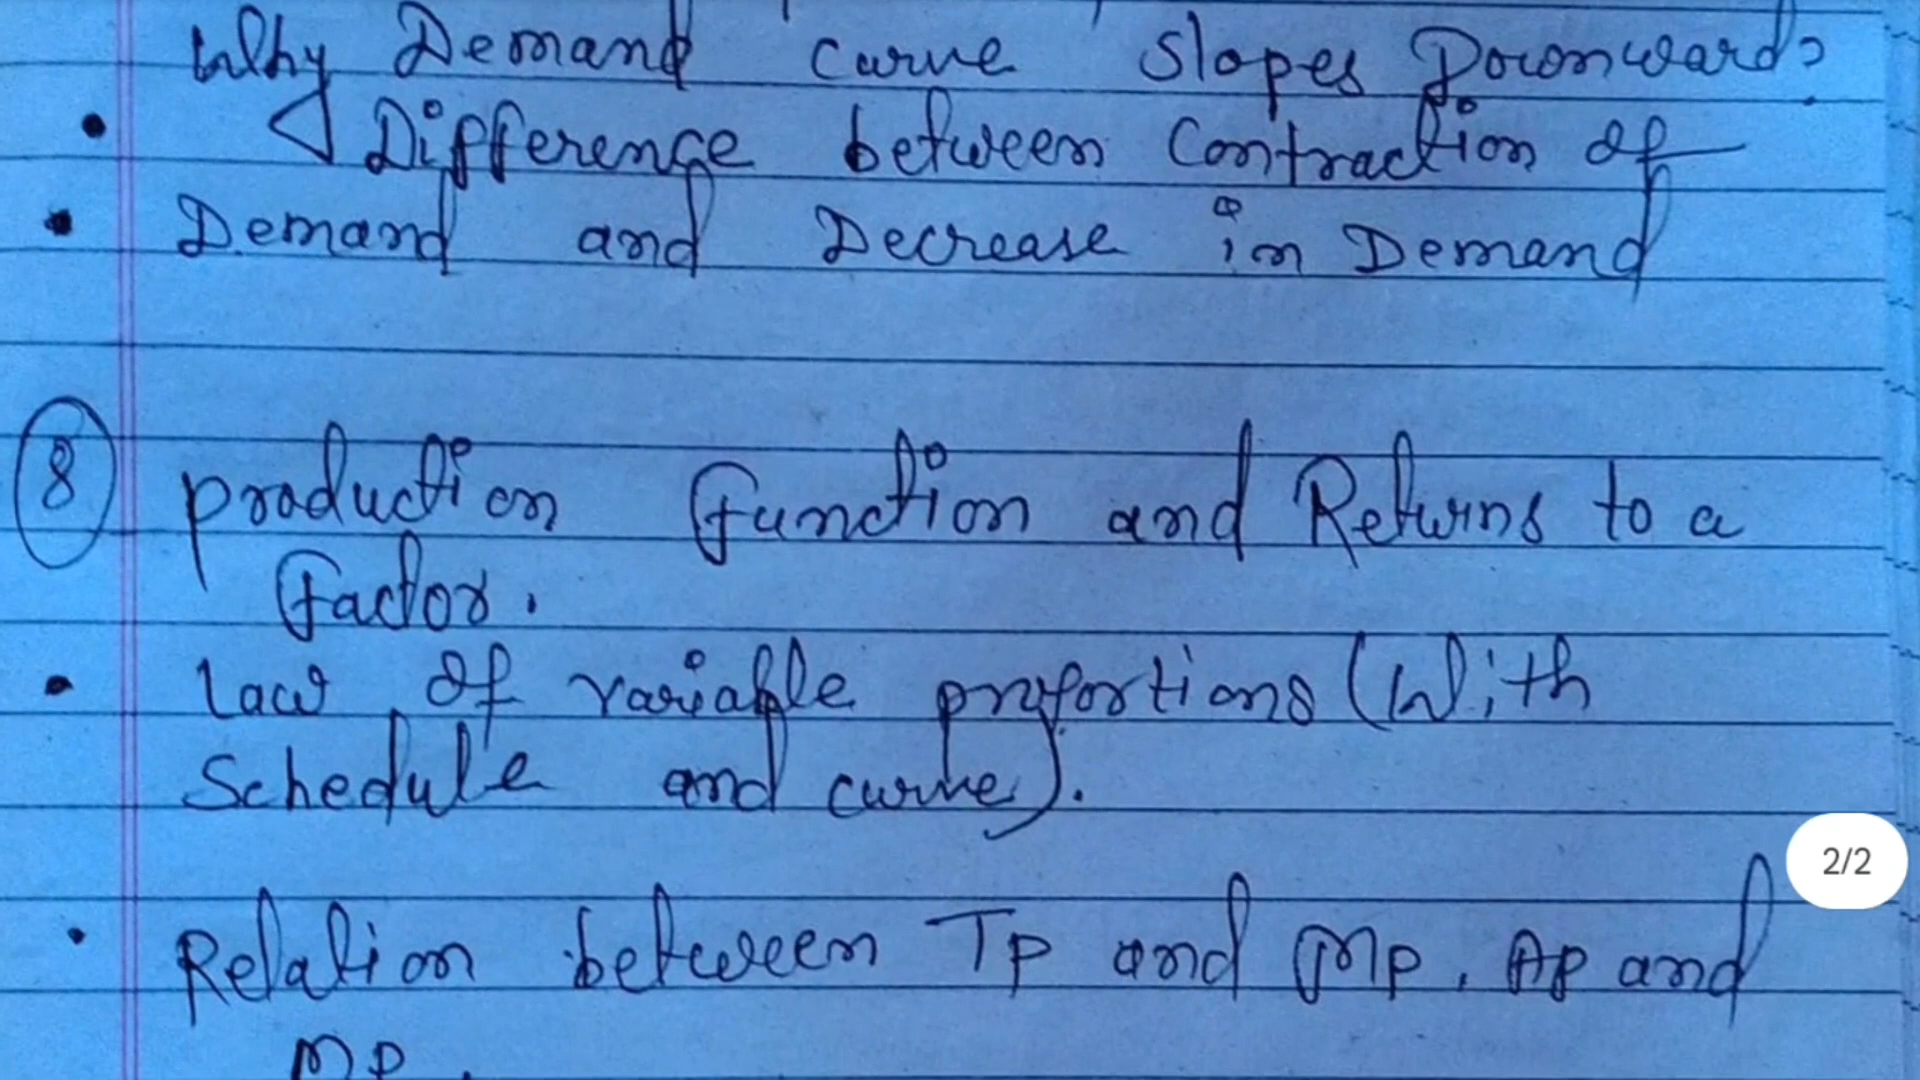 Why Demand curve slopes Downward?
• Difference between Contraction of
• Demand and Decrease in Demand
8 production function and Returns to a
factor.
• Law of variable proportions (With
Schedule and curve).
2/2
• Relation between TP and MP, AP and
MP.